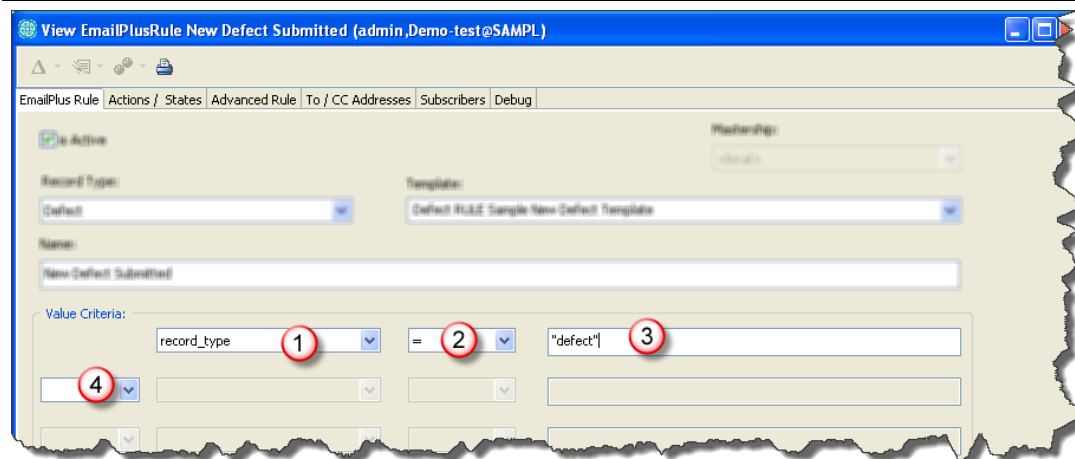 View EmailPlusRule New Defect Submitted (admin,Demo-test@SAMPL)
EmailPlus Rule Actions / States Advanced Rule To / CC Addresses Subscribers Debug
Is Active
Mastership:
<local>
Record Type:
Template:
Defect
Defect RULE Sample New Defect Template
Name:
New Defect Submitted
Value Criteria:
record_type 1 = 2 "defect" 3
4